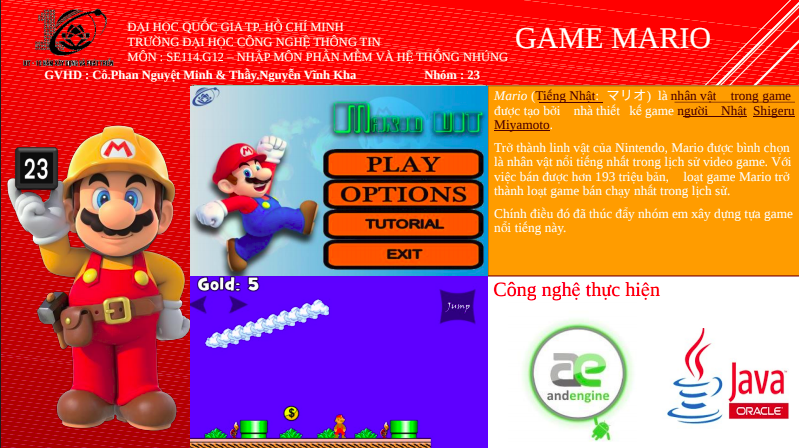 ĐẠI HỌC QUỐC GIA TP. HỒ CHÍ MINH
TRƯỜNG ĐẠI HỌC CÔNG NGHỆ THÔNG TIN
MÔN : SE114.G12 – NHẬP MÔN PHẦN MỀM VÀ HỆ THỐNG NHÚNG
GVHD : Cô.Phan Nguyệt Minh & Thầy.Nguyễn Vĩnh Kha Nhóm : 23
GAME MARIO
23
M
PLAY
OPTIONS
TUTORIAL
EXIT
Mario (Tiếng Nhật: マリオ) là nhân vật trong game
được tạo bởi nhà thiết kế game người Nhật Shigeru
Miyamoto.
Trở thành linh vật của Nintendo, Mario được bình chọn
là nhân vật nổi tiếng nhất trong lịch sử video game. Với
việc bán được hơn 193 triệu bản, loạt game Mario trở
thành loạt game bán chạy nhất trong lịch sử.
Chính điều đó đã thúc đẩy nhóm em xây dựng tựa game
nổi tiếng này.
Gold: 5
Jump
$
Công nghệ thực hiện
ae
andengine
Java
ORACLE